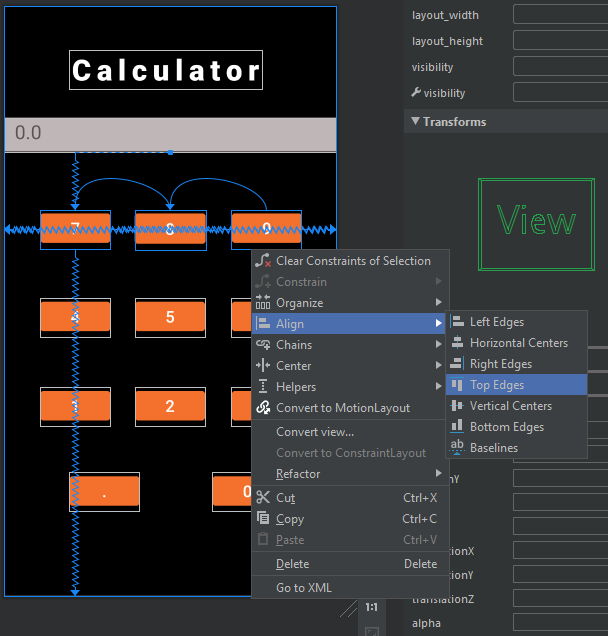 layout_width
layout_height
visibility
visibility
Transforms
View
Calculator
0.0
7 8 9
5
1 2
. 0
Clear Constraints of Selection
Constrain
Organize
Align
Chains
Center
Helpers
Convert to MotionLayout
Convert view...
Convert to ConstraintLayout
Refactor
Cut Ctrl+X
Copy Ctrl+C
Paste Ctrl+V
Delete Delete
Go to XML
Left Edges
Horizontal Centers
Right Edges
Top Edges
Vertical Centers
Bottom Edges
ab Baselines
nY
tionX
tionY
translationZ
alpha
1:1